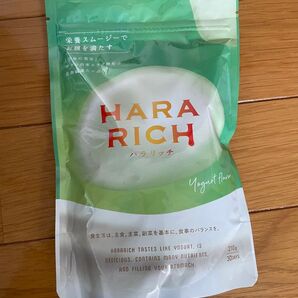 栄養スムージーで
お腹を満たす
HARA
RICH
ハラリッチ
Yogurt flavor
食生活は、主食、主菜、副菜を基本に、食事のバランスを。
HARARICH TASTES LIKE YOGURT, IS
DELICIOUS, CONTAINS MANY NUTRIENTS,
AND FILLING YOUR STOMACH.
210g
30DAYS